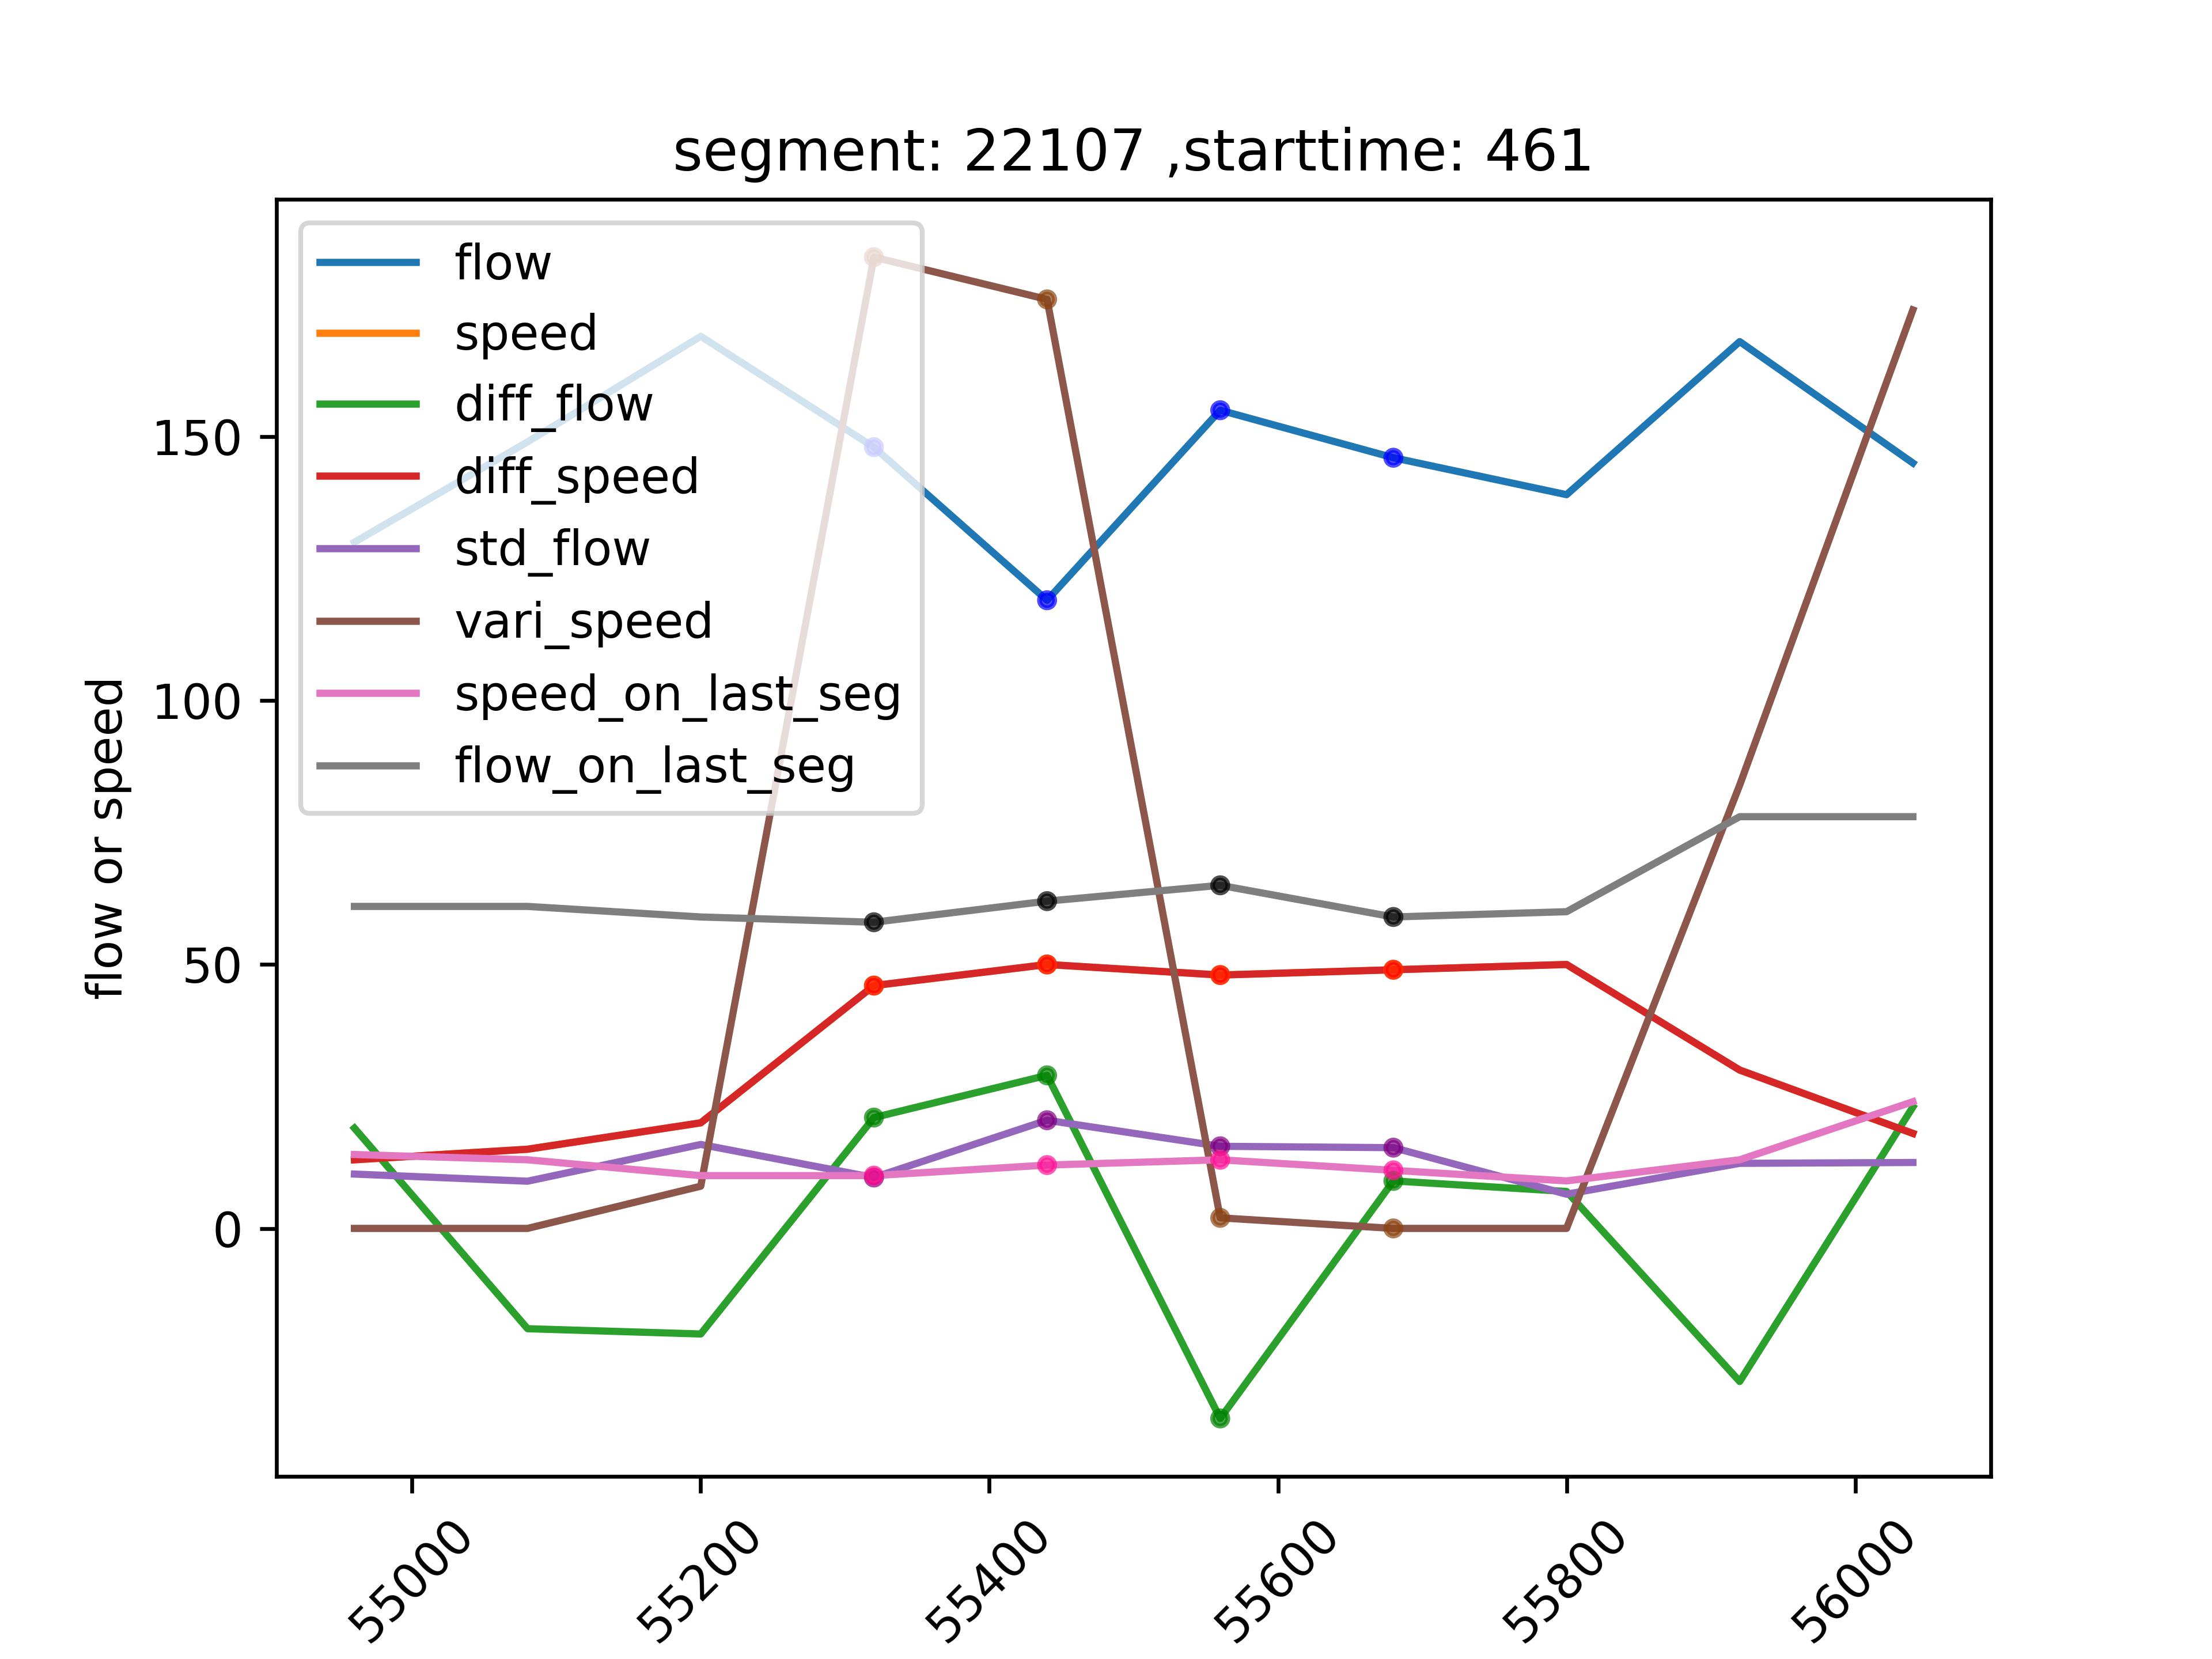 segment: 22107 ,starttime: 461
flow
speed
diff_flow
diff_speed
std_flow
vari_speed
speed_on_last_seg
flow_on_last_seg
flow or speed
150
100
50
0
55000
55200
55400
55600
55800
56000